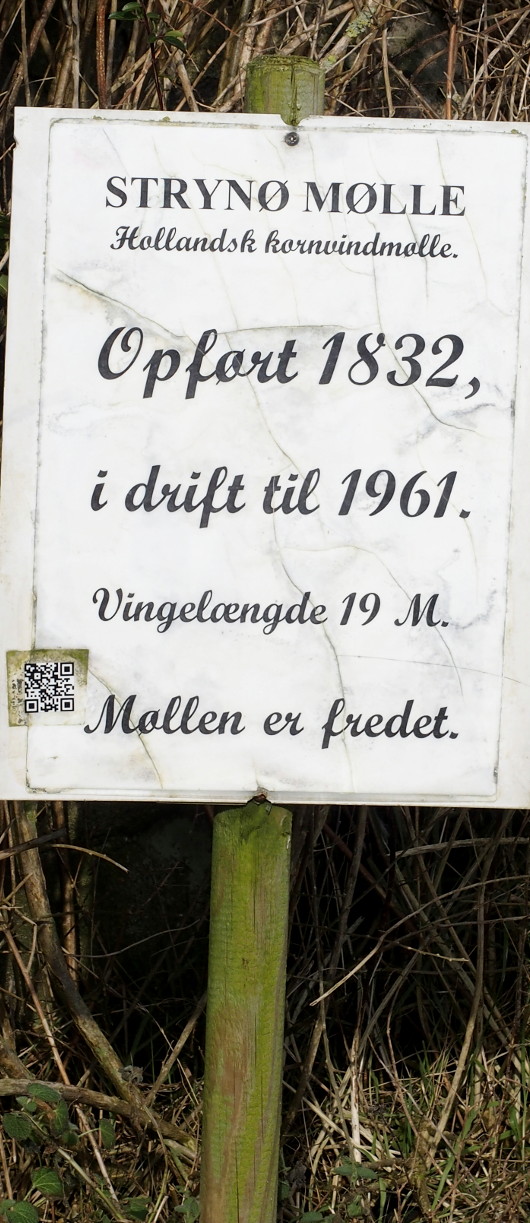 STRYNØ MØLLE
Hollandsk kornvindmølle.
Opført 1832,
i drift til 1961.
Vingelængde 19 M.
Møllen er fredet.